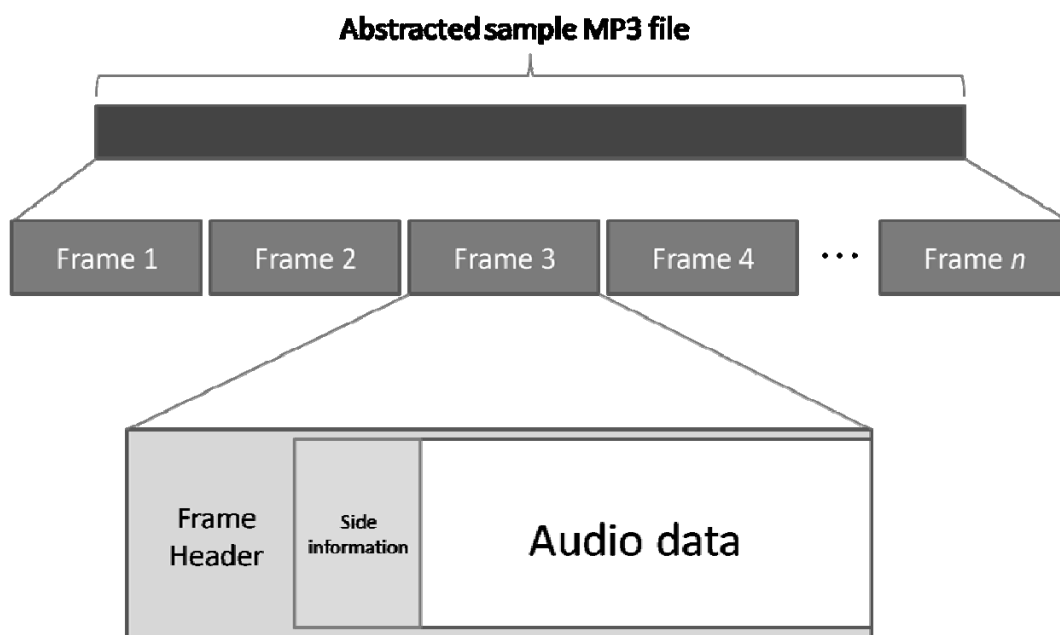 Abstracted sample MP3 file
Frame 1 Frame 2 Frame 3 Frame 4 ... Frame n
Frame
Header
Side
information
Audio data